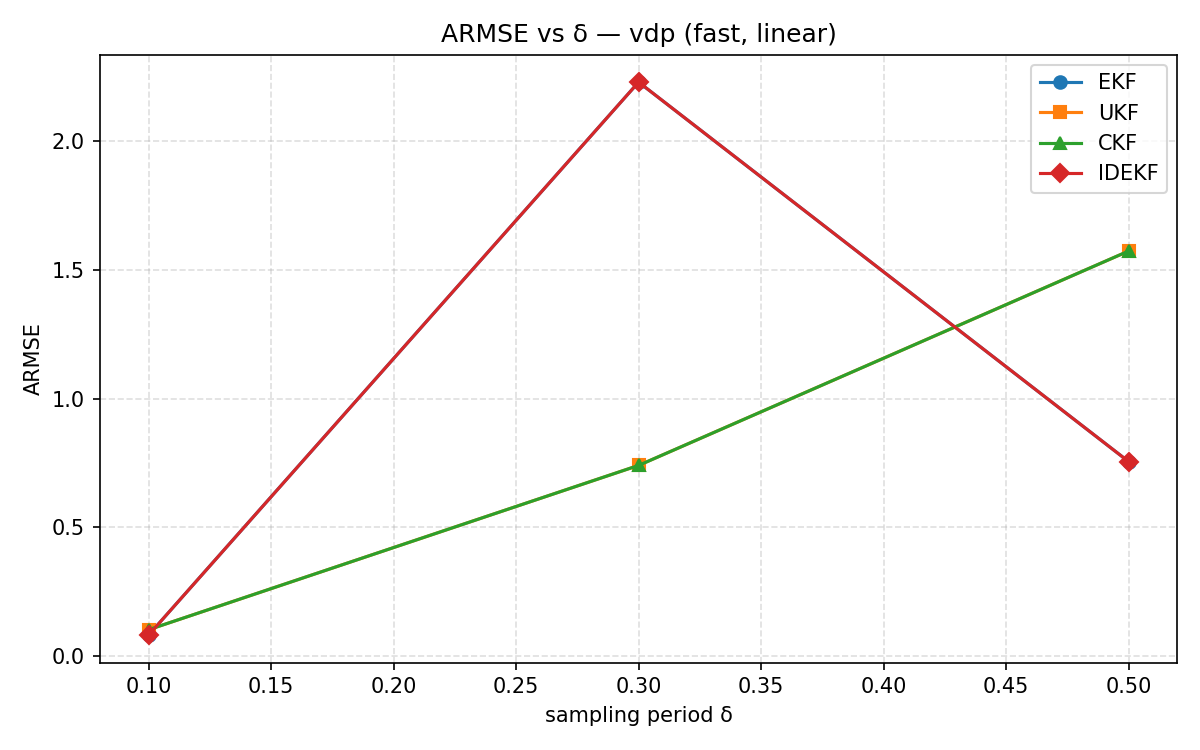 ARMSE vs δ — vdp (fast, linear)
EKF
UKF
CKF
IDEKF
ARMSE
2.0
1.5
1.0
0.5
0.0
0.10 0.15 0.20 0.25 0.30 0.35 0.40 0.45 0.50
sampling period δ